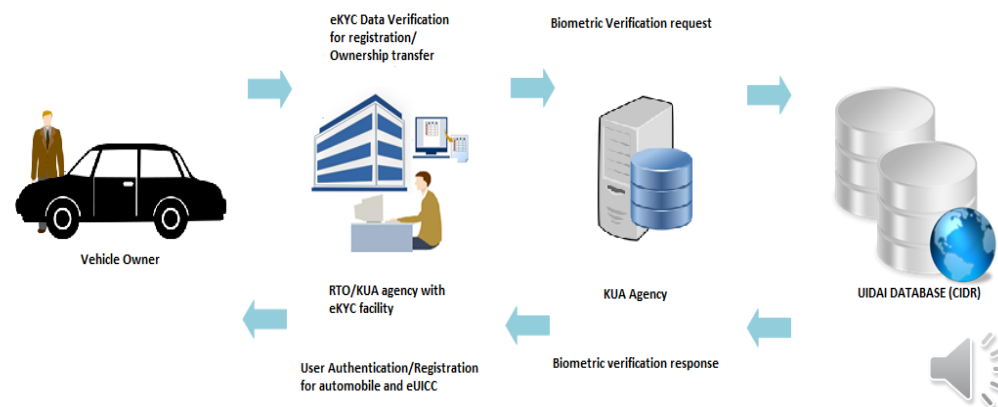 eKYC Data Verification
for registration/
Ownership transfer
Biometric Verification request
Vehicle Owner
RTO/KUA agency with
eKYC facility
KUA Agency
UIDAI DATABASE (CIDR)
User Authentication/Registration
for automobile and eUICC
Biometric verification response